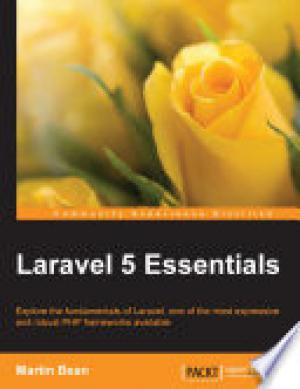 Community Experience Distilled
Laravel 5 Essentials
Explore the fundamentals of Laravel, one of the most expressive
and robust PHP frameworks available
Martin Bean
PACKT